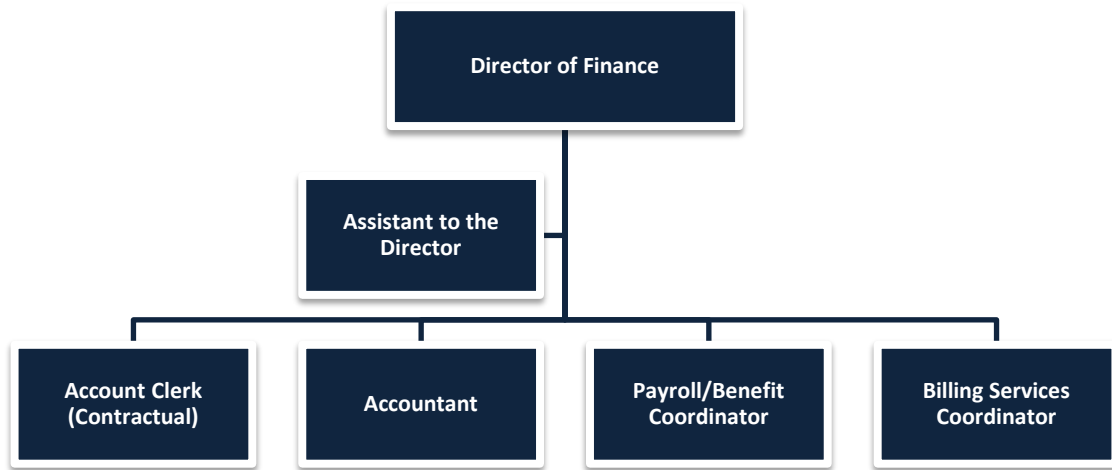 Director of Finance
Assistant to the
Director
Account Clerk
(Contractual)
Accountant
Payroll/Benefit
Coordinator
Billing Services
Coordinator